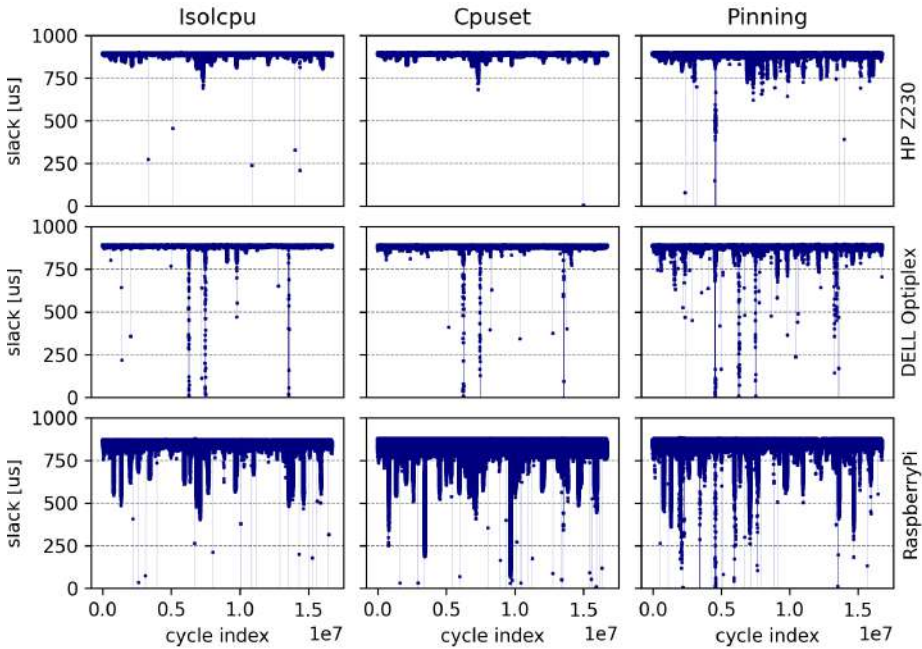 Isolcpu Cpuset Pinning
1000
750
500
250
0
slack [us]
HP Z230
1000
750
500
250
0
slack [us]
DELL Optiplex
1000
750
500
250
0
slack [us]
RaspberryPi
0.0 0.5 1.0 1.5 0.0 0.5 1.0 1.5 0.0 0.5 1.0 1.5
1e7 1e7 1e7
cycle index cycle index cycle index